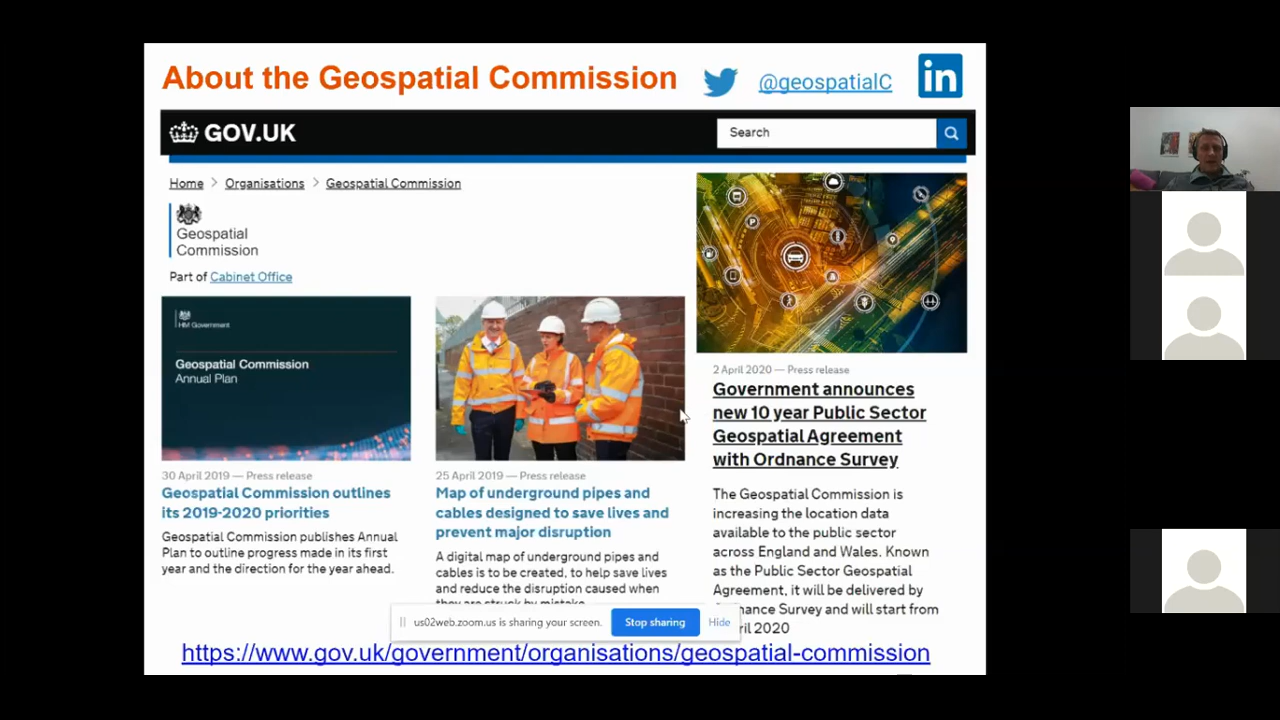 About the Geospatial Commission
@geospatialC
in
GOV.UK
Search
Home > Organisations > Geospatial Commission
Geospatial
Commission
Part of Cabinet Office
HM Government
Geospatial Commission
Annual Plan
30 April 2019 — Press release
Geospatial Commission outlines
its 2019-2020 priorities
Geospatial Commission publishes Annual
Plan to outline progress made in its first
year and the direction for the year ahead.
25 April 2019 — Press release
Map of underground pipes and
cables designed to save lives and
prevent major disruption
A digital map of underground pipes and
cables is to be created, to help save lives
and reduce the disruption caused when
they are struck by mistake
P
2 April 2020 — Press release
Government announces
new 10 year Public Sector
Geospatial Agreement
with Ordnance Survey
The Geospatial Commission is
increasing the location data
available to the public sector
across England and Wales. Known
as the Public Sector Geospatial
Agreement, it will be delivered by
Survey and will start from
2020
us02web.zoom.us is sharing your screen.
Stop sharing
Hide
https://www.gov.uk/government/organisations/geospatial-commission